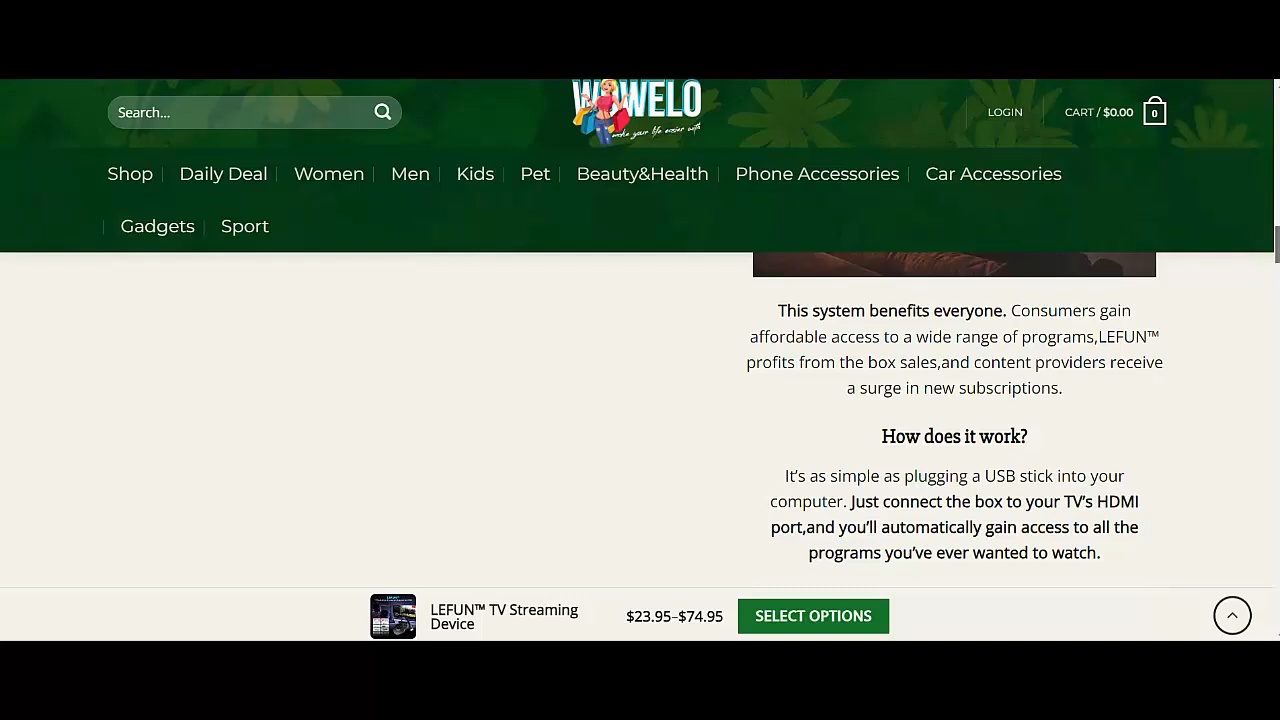 Search...
WOWELO
make your life easier with
LOGIN
CART / $0.00
0
Shop
Daily Deal
Women
Men
Kids
Pet
Beauty&Health
Phone Accessories
Car Accessories
Gadgets
Sport
This system benefits everyone. Consumers gain
affordable access to a wide range of programs,LEFUN™
profits from the box sales,and content providers receive
a surge in new subscriptions.
How does it work?
It’s as simple as plugging a USB stick into your
computer. Just connect the box to your TV’s HDMI
port,and you’ll automatically gain access to all the
programs you’ve ever wanted to watch.
LEFUN™ TV Streaming
Device
$23.95–$74.95
SELECT OPTIONS